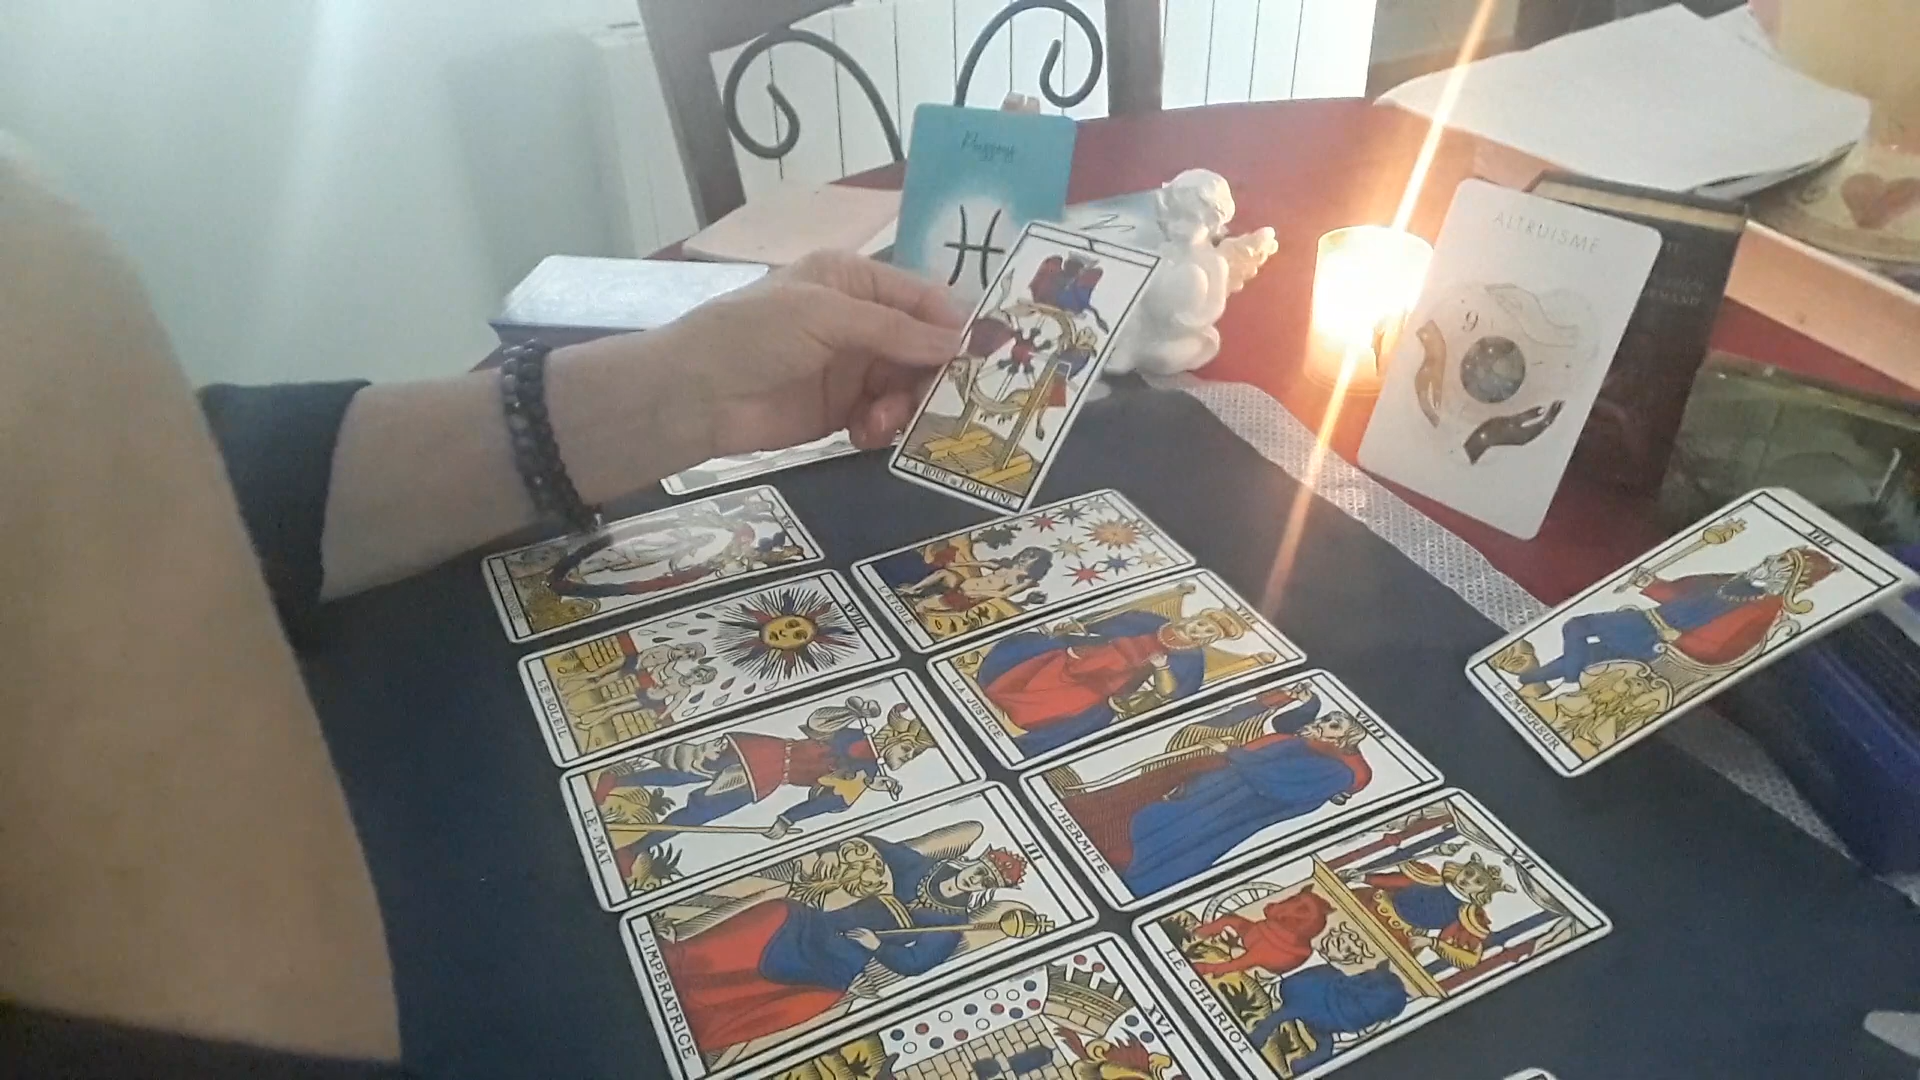 Poissons
ALTRUISME
9
LA ROUE DE FORTUNE
L'ETOILE
XVIIII
LE SOLEIL
VIII
LA JUSTICE
IIII
L'EMPEREUR
LE·MAT
VIIII
L'HERMITE
III
L'IMPERATRICE
VII
LE CHARIOT
XVI